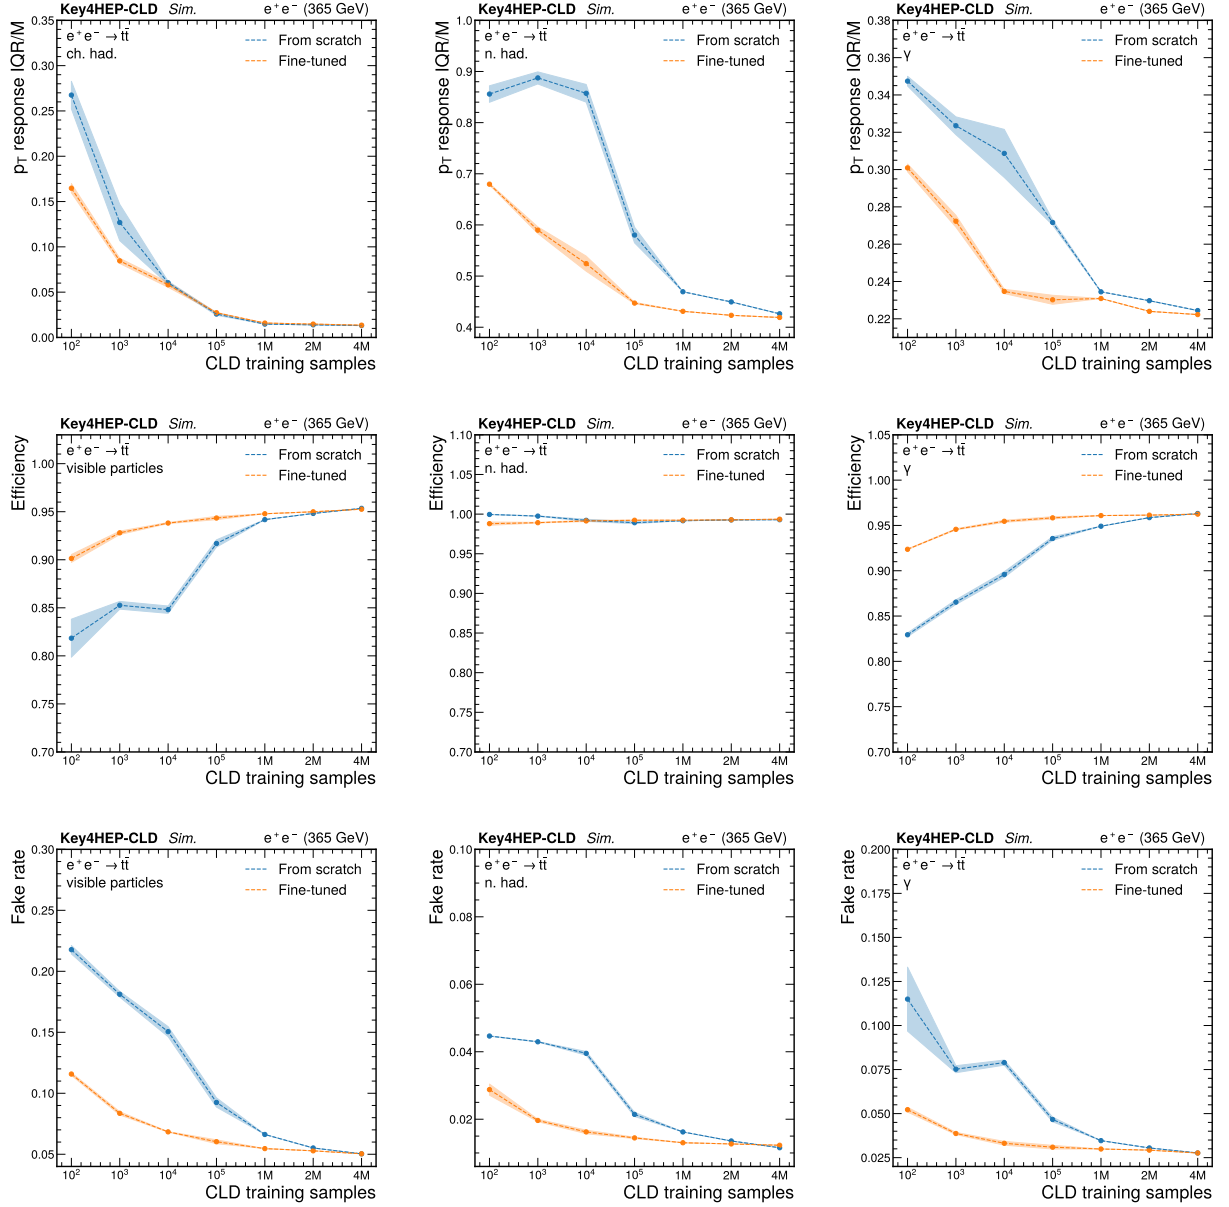 Key4HEP-CLD Sim. e⁺e⁻ (365 GeV)
e⁺e⁻ → tt̄
ch. had.
From scratch
Fine-tuned
p_T response IQR/M
0.35
0.30
0.25
0.20
0.15
0.10
0.05
0.00
10² 10³ 10⁴ 10⁵ 1M 2M 4M
CLD training samples
Key4HEP-CLD Sim. e⁺e⁻ (365 GeV)
e⁺e⁻ → tt̄
n. had.
From scratch
Fine-tuned
p_T response IQR/M
1.0
0.9
0.8
0.7
0.6
0.5
0.4
10² 10³ 10⁴ 10⁵ 1M 2M 4M
CLD training samples
Key4HEP-CLD Sim. e⁺e⁻ (365 GeV)
e⁺e⁻ → tt̄
γ
From scratch
Fine-tuned
p_T response IQR/M
0.38
0.36
0.34
0.32
0.30
0.28
0.26
0.24
0.22
10² 10³ 10⁴ 10⁵ 1M 2M 4M
CLD training samples
Key4HEP-CLD Sim. e⁺e⁻ (365 GeV)
e⁺e⁻ → tt̄
visible particles
From scratch
Fine-tuned
Efficiency
1.00
0.95
0.90
0.85
0.80
0.75
0.70
10² 10³ 10⁴ 10⁵ 1M 2M 4M
CLD training samples
Key4HEP-CLD Sim. e⁺e⁻ (365 GeV)
e⁺e⁻ → tt̄
n. had.
From scratch
Fine-tuned
Efficiency
1.10
1.05
1.00
0.95
0.90
0.85
0.80
0.75
0.70
10² 10³ 10⁴ 10⁵ 1M 2M 4M
CLD training samples
Key4HEP-CLD Sim. e⁺e⁻ (365 GeV)
e⁺e⁻ → tt̄
γ
From scratch
Fine-tuned
Efficiency
1.05
1.00
0.95
0.90
0.85
0.80
0.75
0.70
10² 10³ 10⁴ 10⁵ 1M 2M 4M
CLD training samples
Key4HEP-CLD Sim. e⁺e⁻ (365 GeV)
e⁺e⁻ → tt̄
visible particles
From scratch
Fine-tuned
Fake rate
0.30
0.25
0.20
0.15
0.10
0.05
10² 10³ 10⁴ 10⁵ 1M 2M 4M
CLD training samples
Key4HEP-CLD Sim. e⁺e⁻ (365 GeV)
e⁺e⁻ → tt̄
n. had.
From scratch
Fine-tuned
Fake rate
0.10
0.08
0.06
0.04
0.02
10² 10³ 10⁴ 10⁵ 1M 2M 4M
CLD training samples
Key4HEP-CLD Sim. e⁺e⁻ (365 GeV)
e⁺e⁻ → tt̄
γ
From scratch
Fine-tuned
Fake rate
0.200
0.175
0.150
0.125
0.100
0.075
0.050
0.025
10² 10³ 10⁴ 10⁵ 1M 2M 4M
CLD training samples